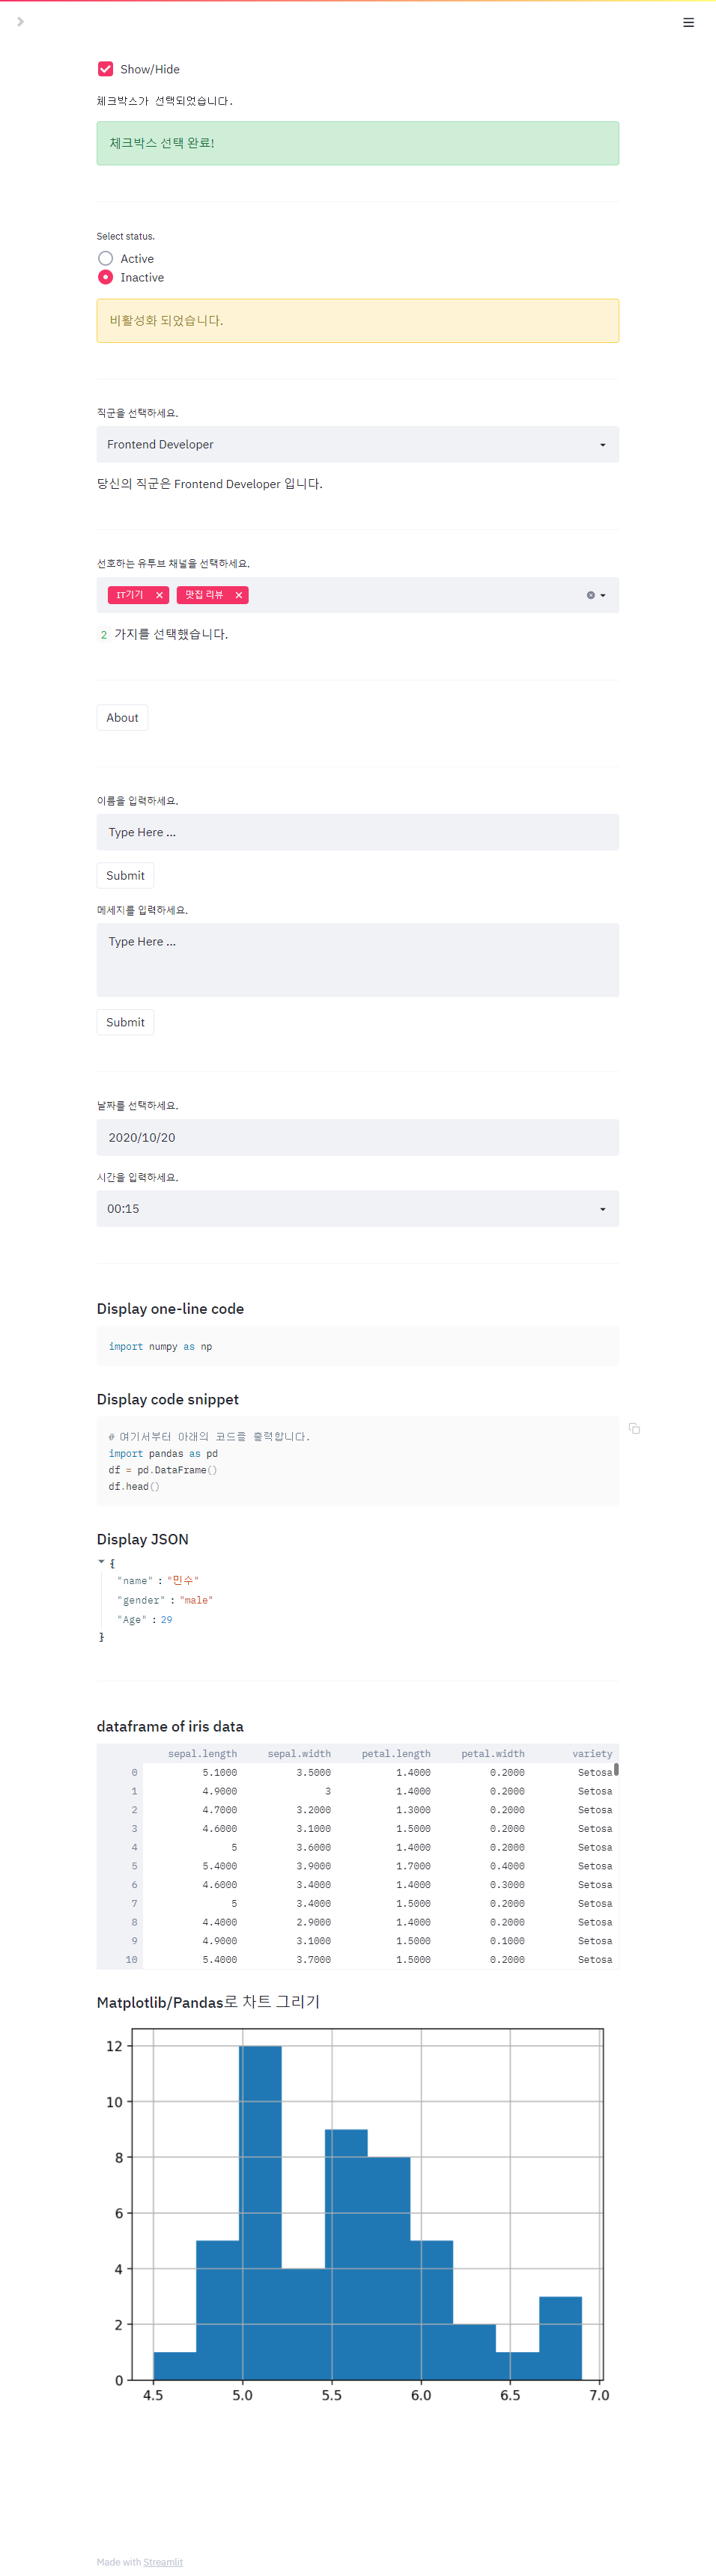 Show/Hide
체크박스가 선택되었습니다.
체크박스 선택 완료!
Select status.
Active
Inactive
비활성화 되었습니다.
직군을 선택하세요.
Frontend Developer
당신의 직군은 Frontend Developer 입니다.
선호하는 유투브 채널을 선택하세요.
IT기기 맛집 리뷰
2 가지를 선택했습니다.
About
이름을 입력하세요.
Type Here ...
Submit
메세지를 입력하세요.
Type Here ...
Submit
날짜를 선택하세요.
2020/10/20
시간을 입력하세요.
00:15
Display one-line code
import numpy as np
Display code snippet
# 여기서부터 아래의 코드를 출력합니다.
import pandas as pd
df = pd.DataFrame()
df.head()
Display JSON
{
"name" : "민수"
"gender" : "male"
"Age" : 29
}
dataframe of iris data
sepal.length sepal.width petal.length petal.width variety
0 5.1000 3.5000 1.4000 0.2000 Setosa
1 4.9000 3 1.4000 0.2000 Setosa
2 4.7000 3.2000 1.3000 0.2000 Setosa
3 4.6000 3.1000 1.5000 0.2000 Setosa
4 5 3.6000 1.4000 0.2000 Setosa
5 5.4000 3.9000 1.7000 0.4000 Setosa
6 4.6000 3.4000 1.4000 0.3000 Setosa
7 5 3.4000 1.5000 0.2000 Setosa
8 4.4000 2.9000 1.4000 0.2000 Setosa
9 4.9000 3.1000 1.5000 0.1000 Setosa
10 5.4000 3.7000 1.5000 0.2000 Setosa
Matplotlib/Pandas로 차트 그리기
12
10
8
6
4
2
0
4.5 5.0 5.5 6.0 6.5 7.0
Made with Streamlit